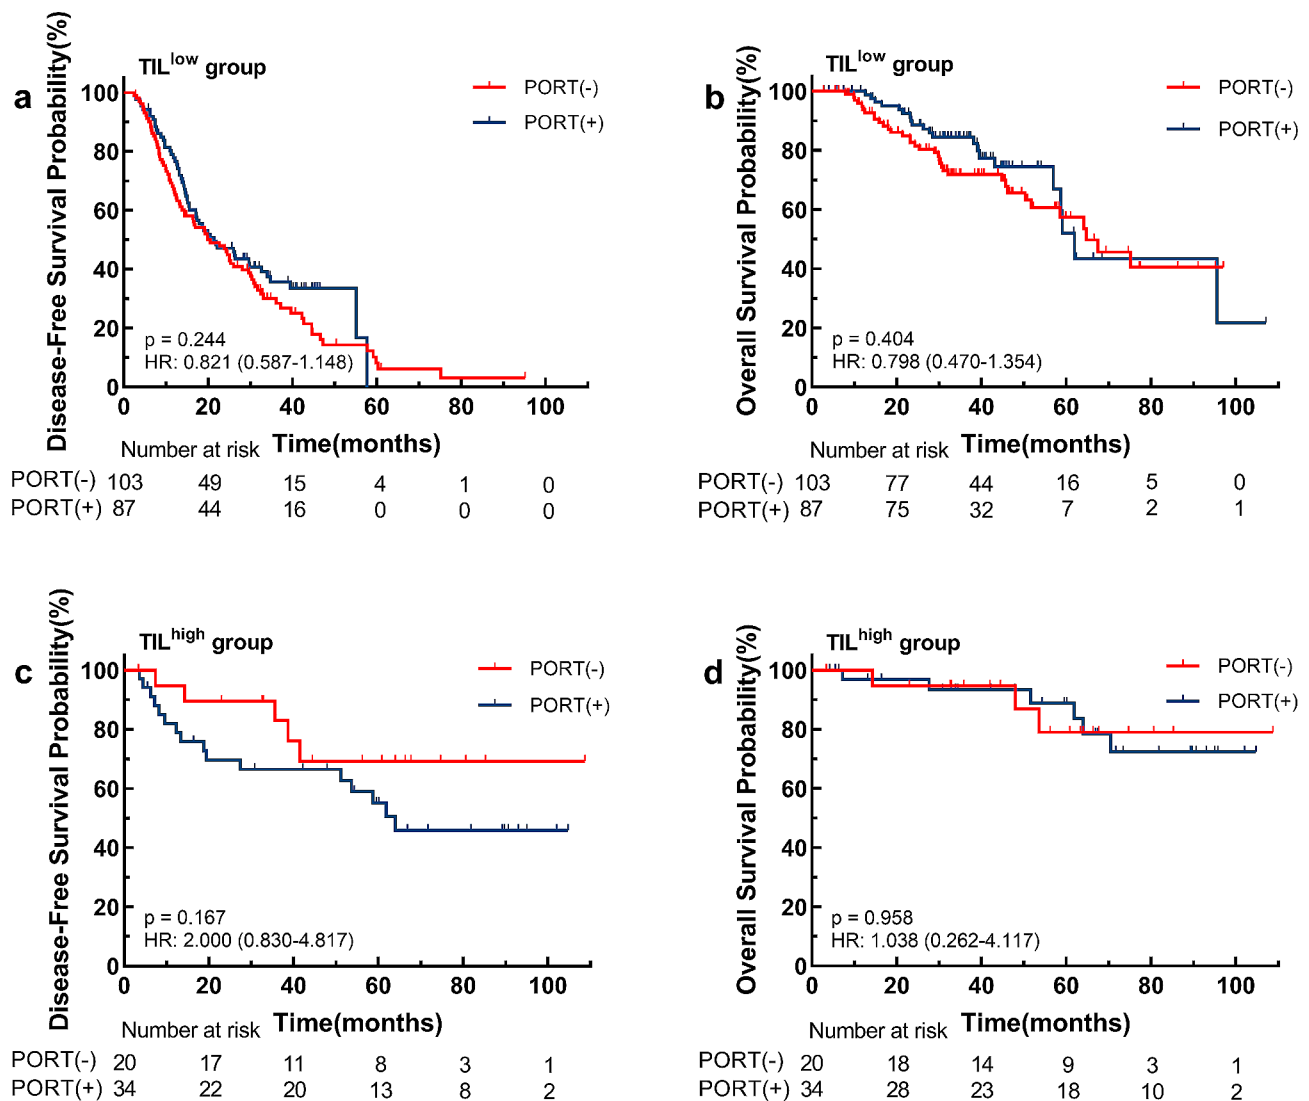 a
TILlow group
Disease-Free Survival Probability(%)
100
80
60
40
20
0
PORT(-)
PORT(+)
p = 0.244
HR: 0.821 (0.587-1.148)
0 20 40 60 80 100
Number at risk Time(months)
PORT(-) 103 49 15 4 1 0
PORT(+) 87 44 16 0 0 0
b
TILlow group
Overall Survival Probability(%)
100
80
60
40
20
0
PORT(-)
PORT(+)
p = 0.404
HR: 0.798 (0.470-1.354)
0 20 40 60 80 100
Number at risk Time(months)
PORT(-) 103 77 44 16 5 0
PORT(+) 87 75 32 7 2 1
c
TILhigh group
Disease-Free Survival Probability(%)
100
80
60
40
20
0
PORT(-)
PORT(+)
p = 0.167
HR: 2.000 (0.830-4.817)
0 20 40 60 80 100
Number at risk Time(months)
PORT(-) 20 17 11 8 3 1
PORT(+) 34 22 20 13 8 2
d
TILhigh group
Overall Survival Probability(%)
100
80
60
40
20
0
PORT(-)
PORT(+)
p = 0.958
HR: 1.038 (0.262-4.117)
0 20 40 60 80 100
Number at risk Time(months)
PORT(-) 20 18 14 9 3 1
PORT(+) 34 28 23 18 10 2